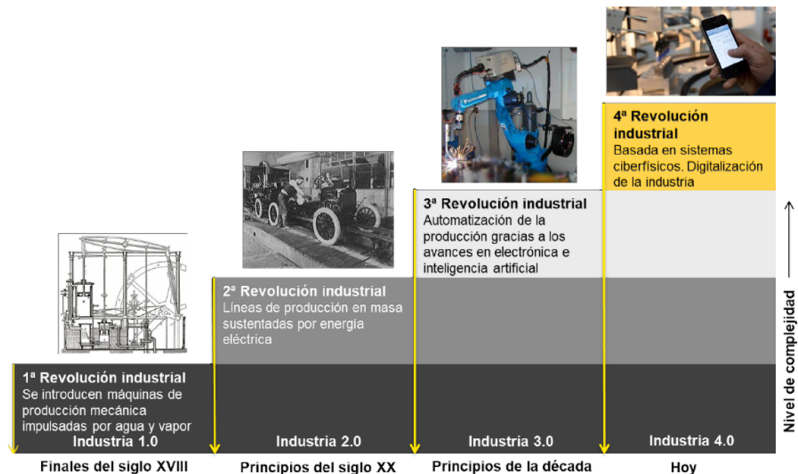 4ª Revolución
industrial
Basada en sistemas
ciberfísicos. Digitalización
de la industria
3ª Revolución industrial
Automatización de la
producción gracias a los
avances en electrónica e
inteligencia artificial
2ª Revolución industrial
Líneas de producción en masa
sustentadas por energía
eléctrica
1ª Revolución industrial
Se introducen máquinas de
producción mecánica
impulsadas por agua y vapor
Industria 1.0
Industria 2.0
Industria 3.0
Industria 4.0
Finales del siglo XVIII
Principios del siglo XX
Principios de la década
Hoy
Nivel de complejidad